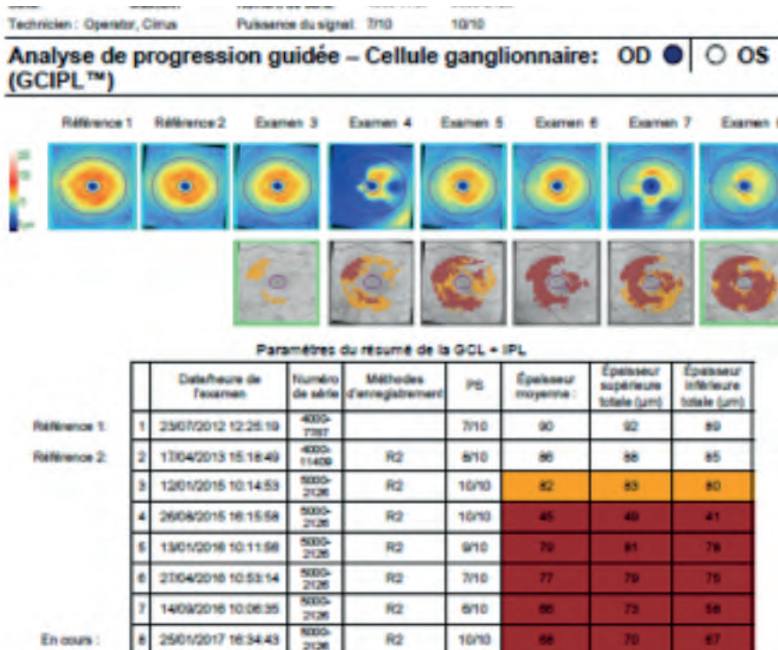 Technicien : Operator, Cirrus Puissance du signal: 7/10 10/10
Analyse de progression guidée – Cellule ganglionnaire: OD OS
(GCIPL™)
Référence 1 Référence 2 Examen 3 Examen 4 Examen 5 Examen 6 Examen 7 Examen
Paramètres du résumé de la GCL + IPL
Date/heure de l'examen Numéro de série Méthodes d'enregistrement PS Épaisseur moyenne : Épaisseur supérieure totale (µm) Épaisseur inférieure totale (µm)
Référence 1: 1 23/07/2012 12:25:19 4000- 7/10 90 92 89
Référence 2: 2 17/04/2013 15:18:49 4000-11409 R2 8/10 86 88 85
3 12/01/2015 10:14:53 5000-2126 R2 10/10 82 83 80
4 26/08/2015 16:15:58 5000-2126 R2 10/10 45 49 41
5 13/01/2016 10:11:56 5000-2126 R2 9/10 79 81 78
6 27/04/2016 10:53:14 5000-2126 R2 7/10 77 79 75
7 14/09/2016 10:06:35 5000-2126 R2 6/10 66 73 58
En cours : 8 25/01/2017 16:34:43 5000-2126 R2 10/10 68 70 67